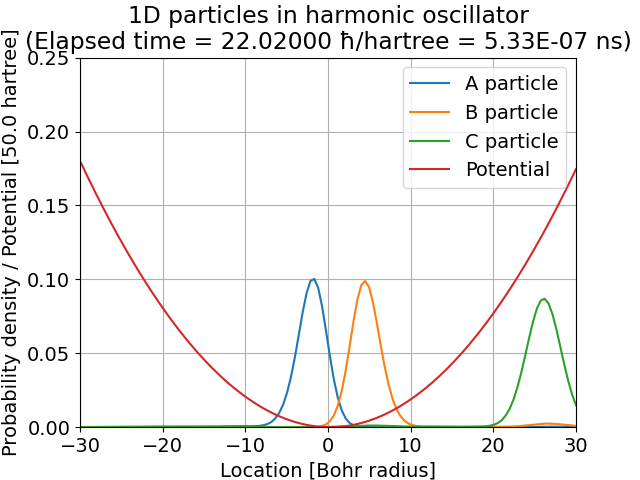 1D particles in harmonic oscillator
(Elapsed time = 22.02000 ħ/hartree = 5.33E-07 ns)
Probability density / Potential [50.0 hartree]
0.25
0.20
0.15
0.10
0.05
0.00
A particle
B particle
C particle
Potential
−30
−20
−10
0
10
20
30
Location [Bohr radius]